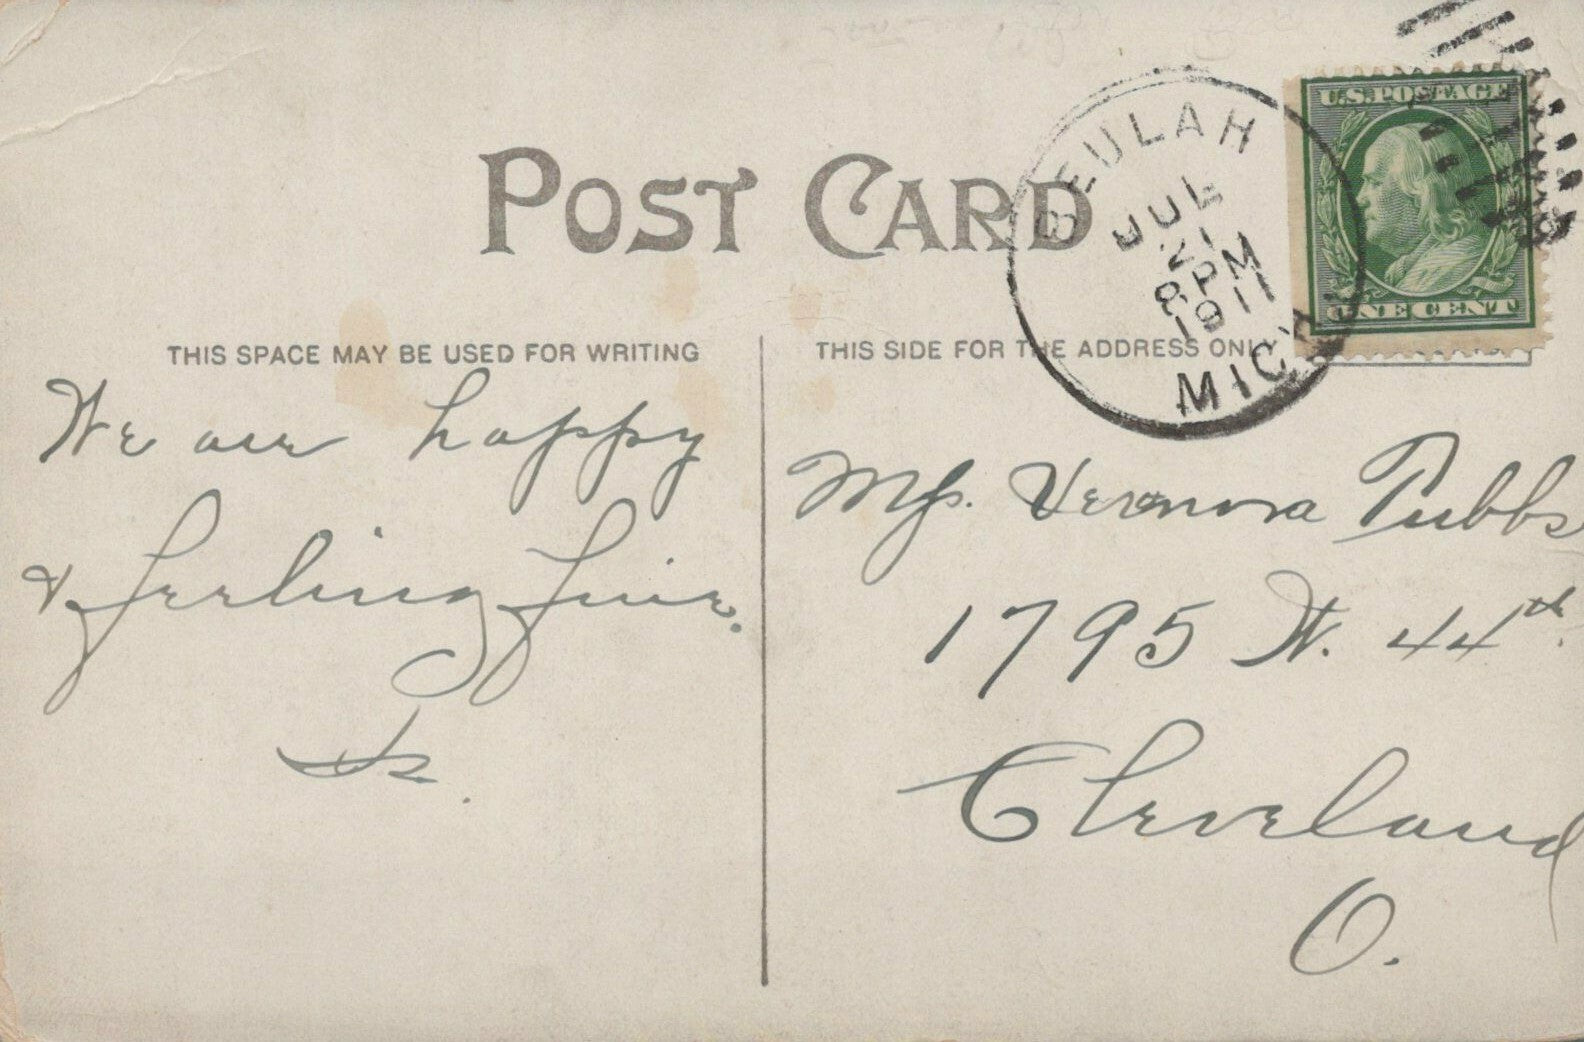 POST CARD
BEULAH
JUL
21
8 PM
1911
MICH
U.S. POSTAGE
ONE CENT
THIS SPACE MAY BE USED FOR WRITING
THIS SIDE FOR THE ADDRESS ONLY
We are happy
& feeling fine.
Mrs. Vernora Tubbs
1795 W. 44th.
Cleveland
O.